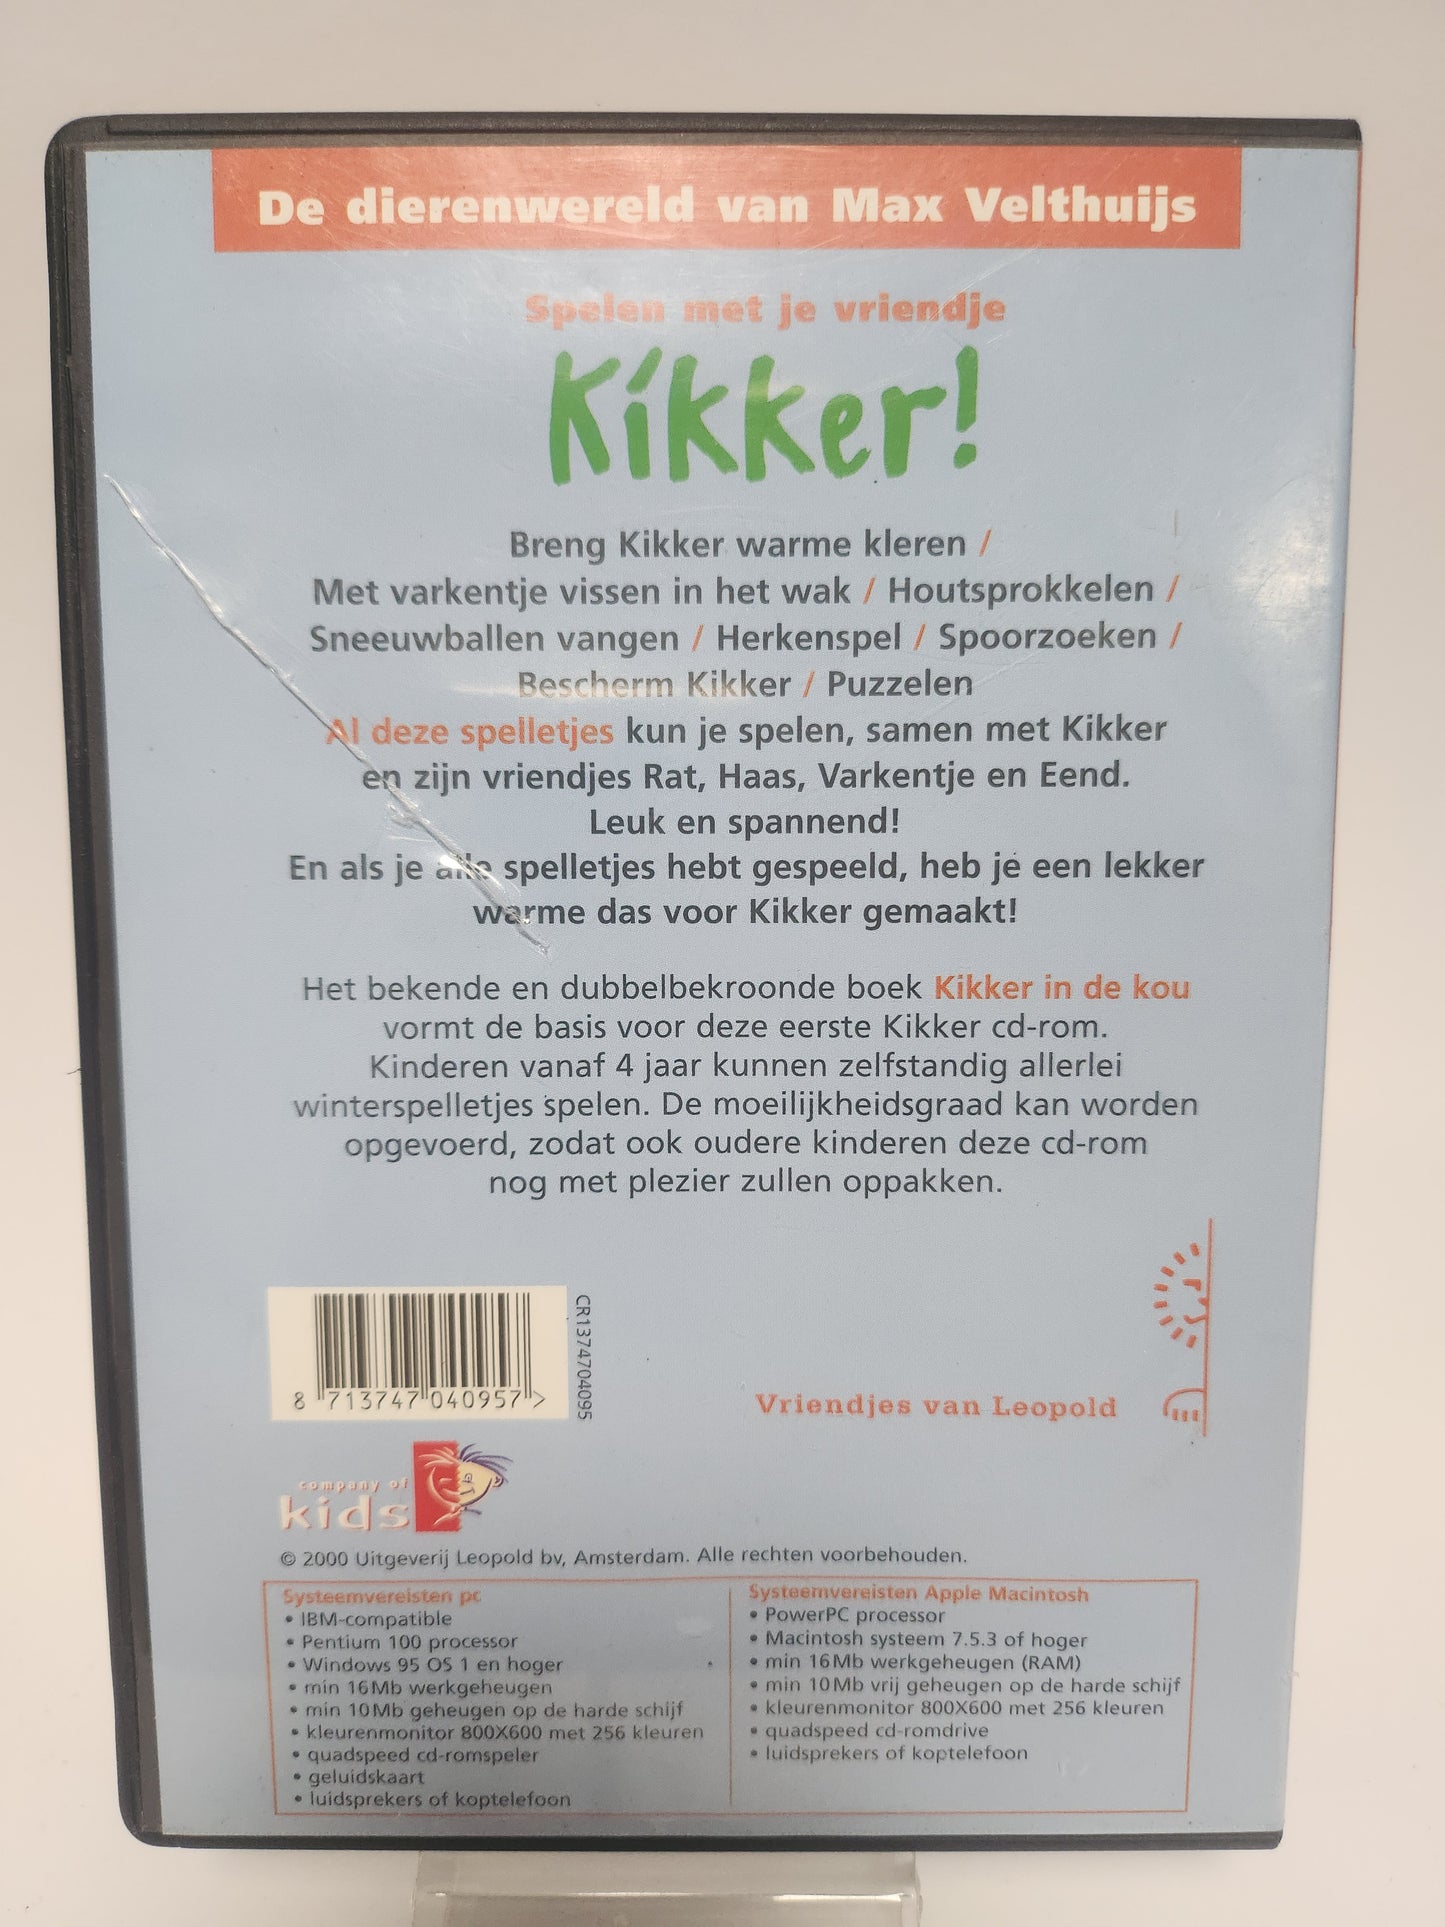 De dierenwereld van Max Velthuijs
Spelen met je vriendje
Kikker!
Breng Kikker warme kleren /
Met varkentje vissen in het wak / Houtsprokkelen /
Sneeuwballen vangen / Herkenspel / Spoorzoeken /
Bescherm Kikker / Puzzelen
Al deze spelletjes kun je spelen, samen met Kikker
en zijn vriendjes Rat, Haas, Varkentje en Eend.
Leuk en spannend!
En als je alle spelletjes hebt gespeeld, heb je een lekker
warme das voor Kikker gemaakt!
Het bekende en dubbelbekroonde boek Kikker in de kou
vormt de basis voor deze eerste Kikker cd-rom.
Kinderen vanaf 4 jaar kunnen zelfstandig allerlei
winterspelletjes spelen. De moeilijkheidsgraad kan worden
opgevoerd, zodat ook oudere kinderen deze cd-rom
nog met plezier zullen oppakken.
8 713747 040957 >
CR1374704095
Vriendjes van Leopold
company of
kids
© 2000 Uitgeverij Leopold bv, Amsterdam. Alle rechten voorbehouden.
Systeemvereisten pc
• IBM-compatible
• Pentium 100 processor
• Windows 95 OS 1 en hoger
• min 16Mb werkgeheugen
• min 10Mb geheugen op de harde schijf
• kleurenmonitor 800X600 met 256 kleuren
• quadspeed cd-romspeler
• geluidskaart
• luidsprekers of koptelefoon
Systeemvereisten Apple Macintosh
• PowerPC processor
• Macintosh systeem 7.5.3 of hoger
• min 16Mb werkgeheugen (RAM)
• min 10Mb vrij geheugen op de harde schijf
• kleurenmonitor 800X600 met 256 kleuren
• quadspeed cd-romdrive
• luidsprekers of koptelefoon